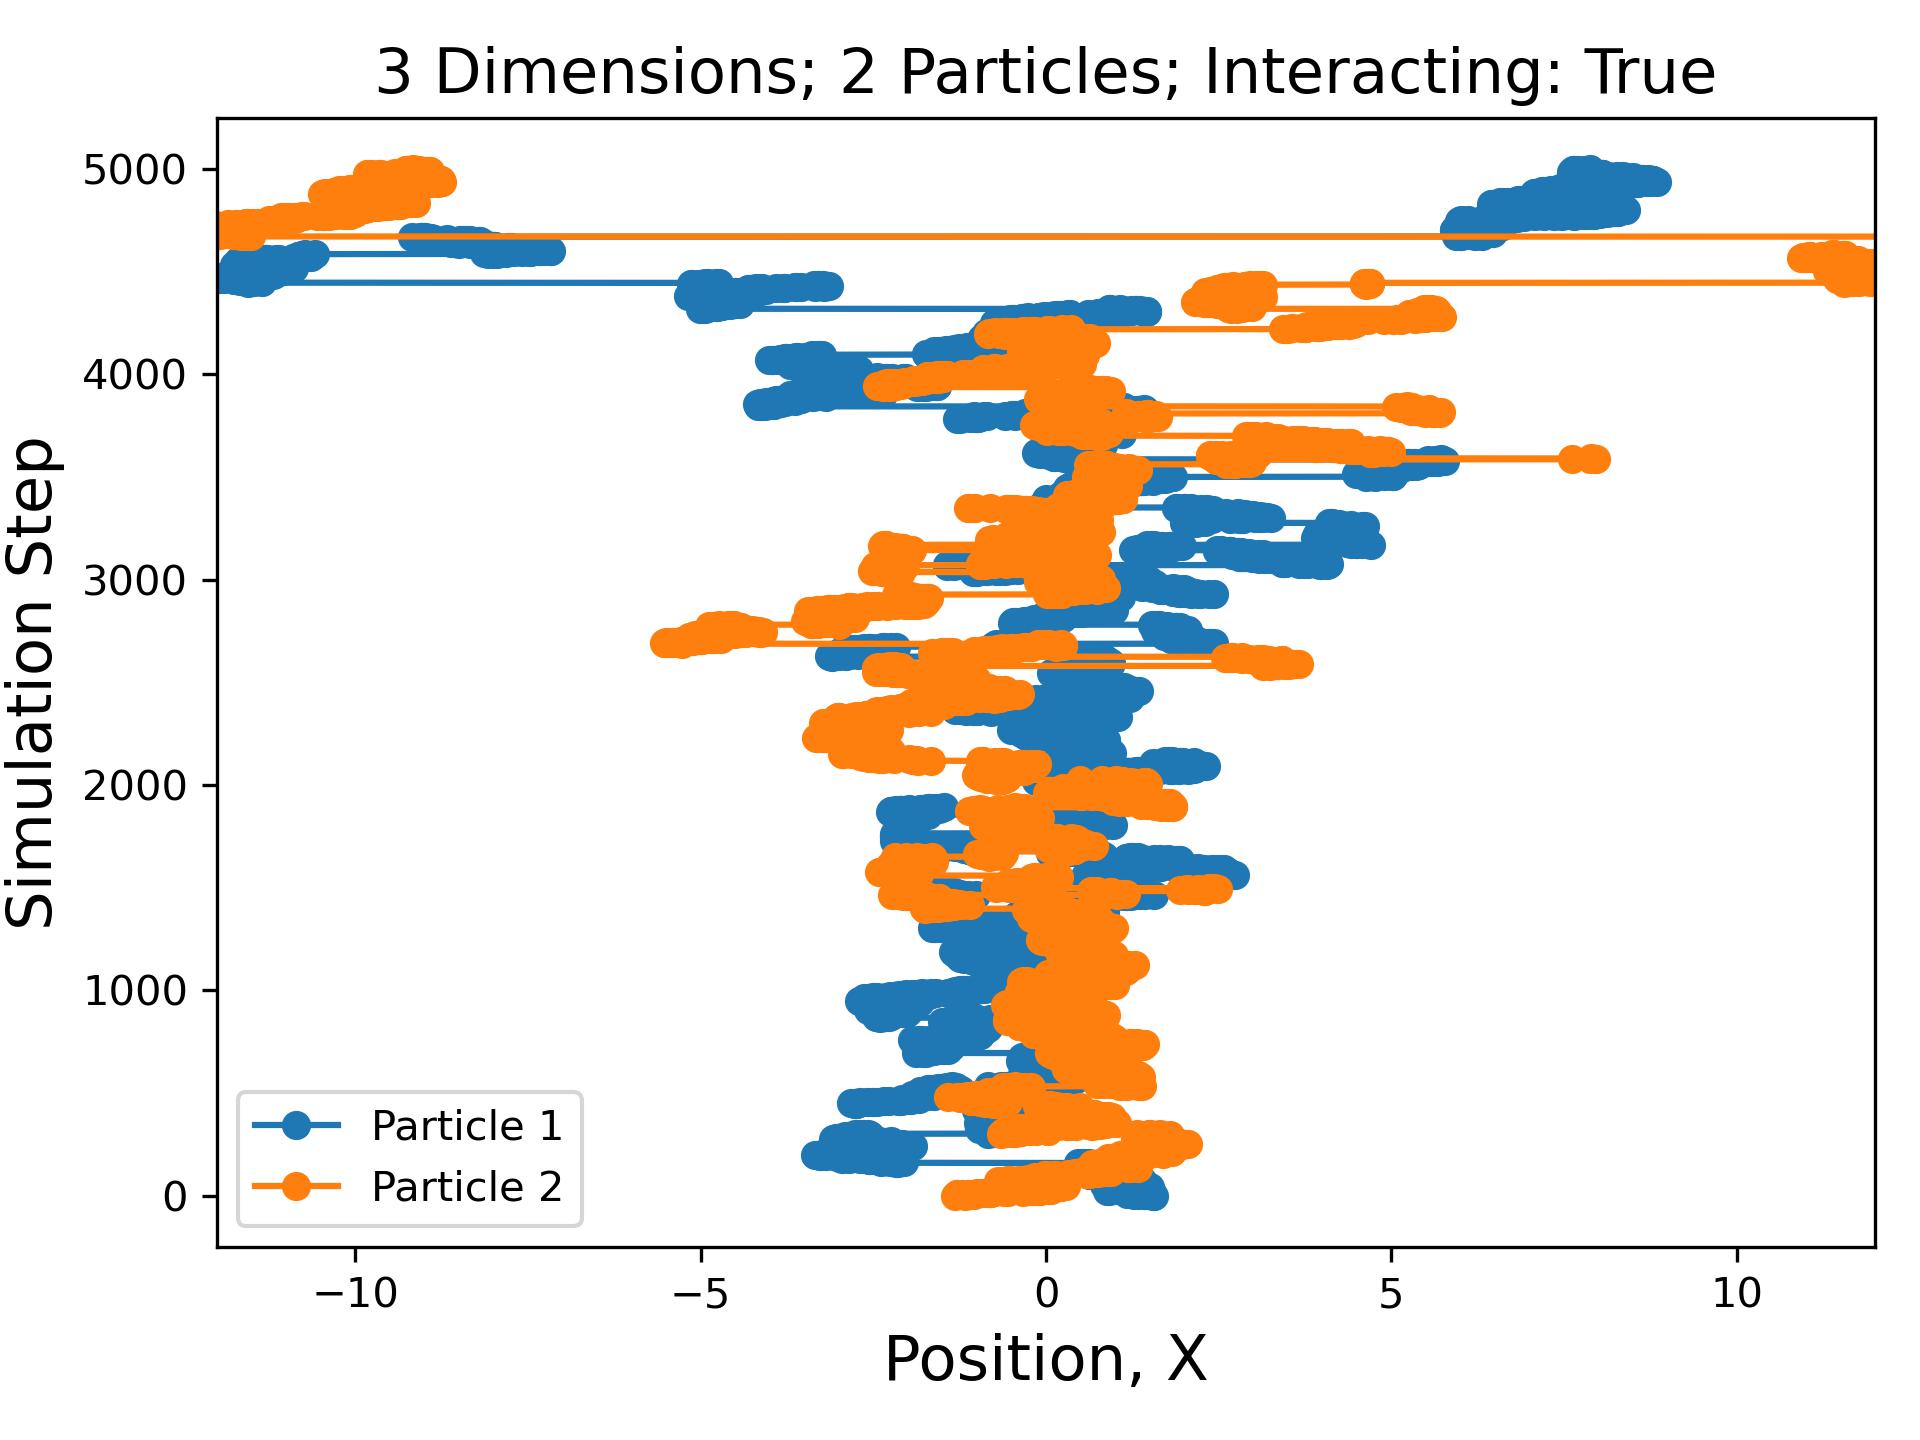 3 Dimensions; 2 Particles; Interacting: True
Simulation Step
5000
4000
3000
2000
1000
0
Particle 1
Particle 2
−10
−5
0
5
10
Position, X